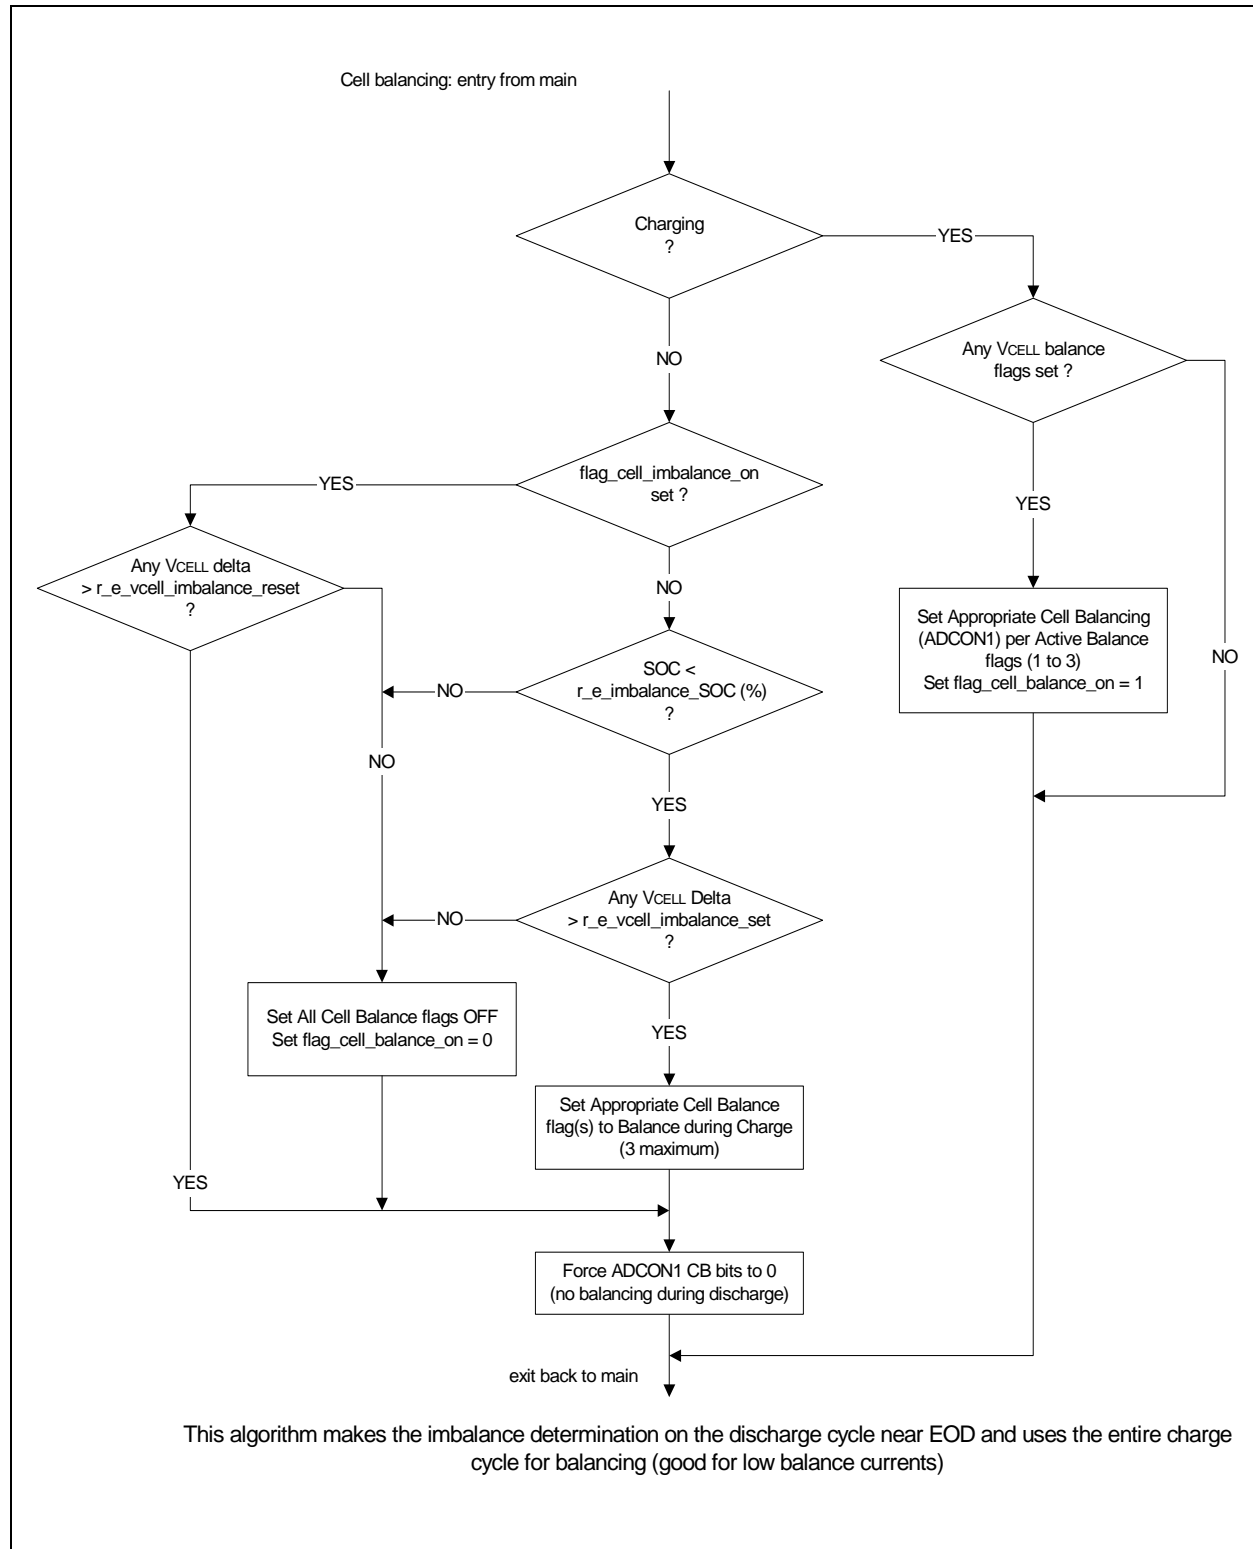 Cell balancing: entry from main
Charging
?
YES
NO
Any VCELL balance
flags set ?
flag_cell_imbalance_on
set ?
YES
YES
Any VCELL delta
> r_e_vcell_imbalance_reset
?
NO
Set Appropriate Cell Balancing
(ADCON1) per Active Balance
flags (1 to 3)
Set flag_cell_balance_on = 1
NO
SOC <
r_e_imbalance_SOC (%)
?
NO
NO
YES
Any VCELL Delta
> r_e_vcell_imbalance_set
?
NO
Set All Cell Balance flags OFF
Set flag_cell_balance_on = 0
YES
Set Appropriate Cell Balance
flag(s) to Balance during Charge
(3 maximum)
YES
Force ADCON1 CB bits to 0
(no balancing during discharge)
exit back to main
This algorithm makes the imbalance determination on the discharge cycle near EOD and uses the entire charge
cycle for balancing (good for low balance currents)